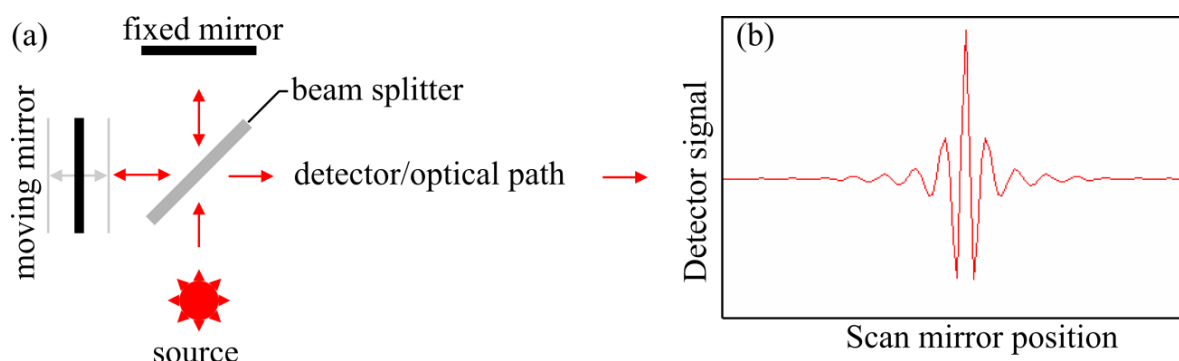 (a)
fixed mirror
beam splitter
moving mirror
detector/optical path
source
(b)
Detector signal
Scan mirror position